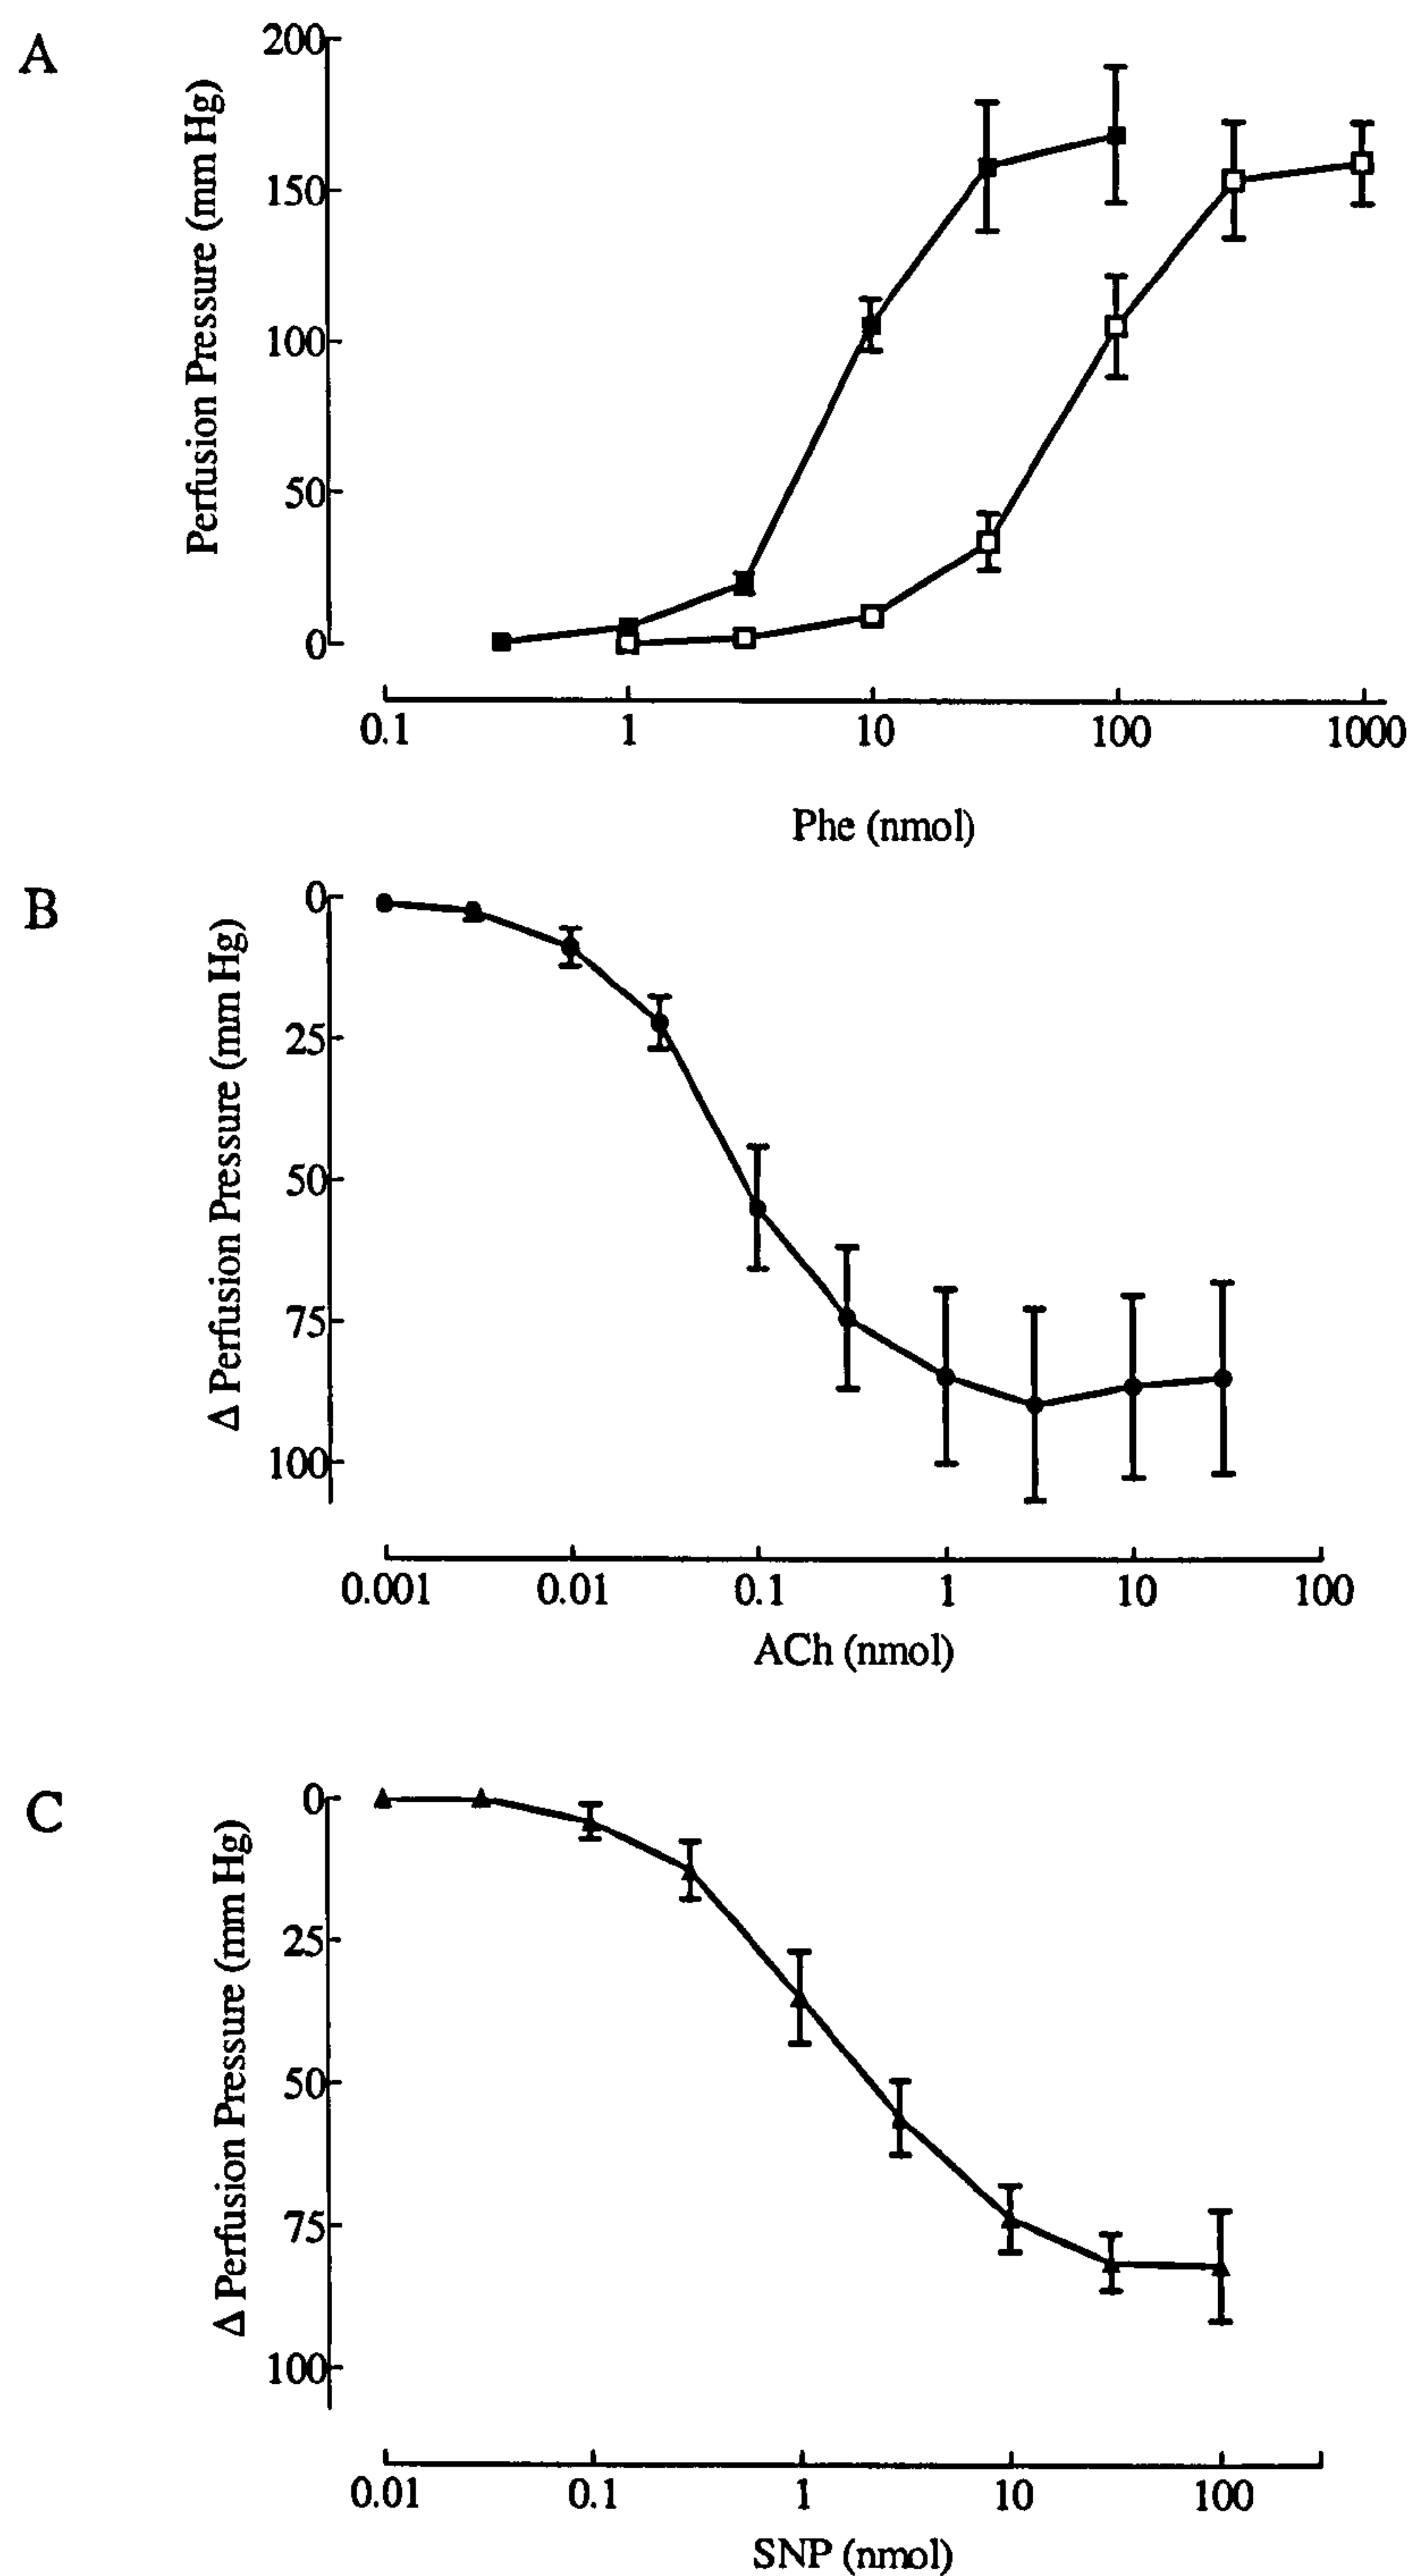 A
Perfusion Pressure (mm Hg)
200
150
100
50
0
0.1 1 10 100 1000
Phe (nmol)
B
Δ Perfusion Pressure (mm Hg)
0
25
50
75
100
0.001 0.01 0.1 1 10 100
ACh (nmol)
C
Δ Perfusion Pressure (mm Hg)
0
25
50
75
100
0.01 0.1 1 10 100
SNP (nmol)